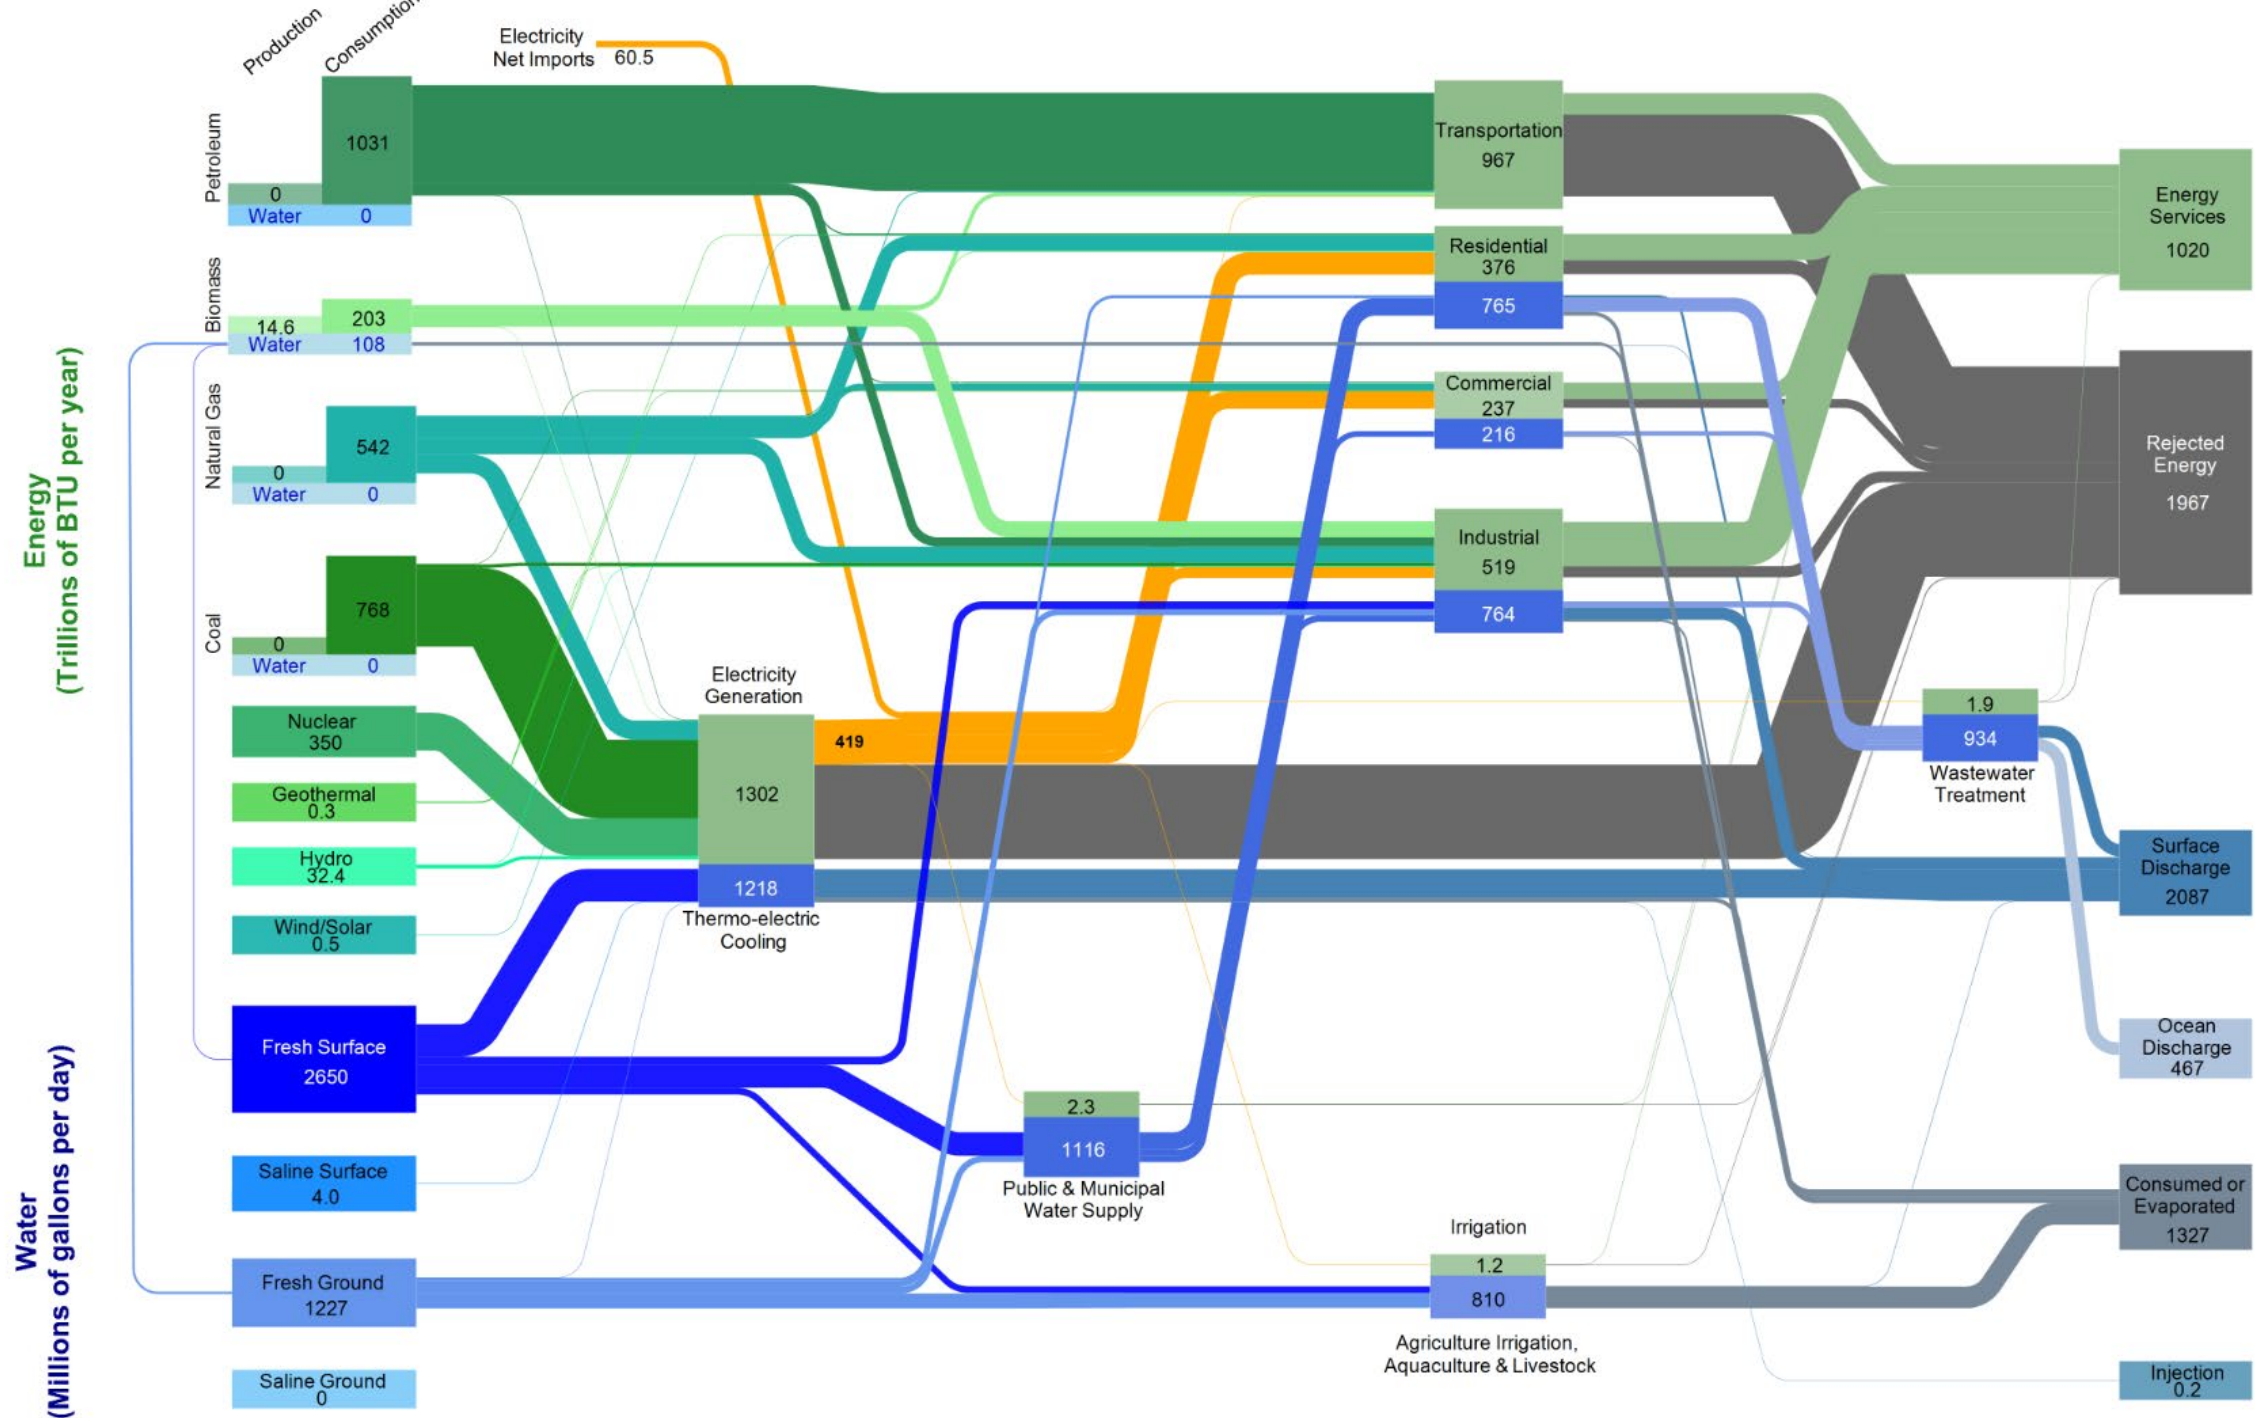 Production
Consumption
Electricity
Net Imports
60.5
Petroleum
1031
0
Water
0
Transportation
967
Energy
Services
1020
Biomass
203
14.6
Water
108
Residential
376
765
Natural Gas
542
0
Water
0
Commercial
237
216
Rejected
Energy
1967
Energy
(Trillions of BTU per year)
Coal
768
0
Water
0
Industrial
519
764
Nuclear
350
Electricity
Generation
419
1302
1218
Thermo-electric
Cooling
1.9
934
Wastewater
Treatment
Geothermal
0.3
Hydro
32.4
Wind/Solar
0.5
Surface
Discharge
2087
Water
(Millions of gallons per day)
Fresh Surface
2650
Ocean
Discharge
467
2.3
1116
Public & Municipal
Water Supply
Saline Surface
4.0
Consumed or
Evaporated
1327
Fresh Ground
1227
Irrigation
1.2
810
Agriculture Irrigation,
Aquaculture & Livestock
Saline Ground
0
Injection
0.2